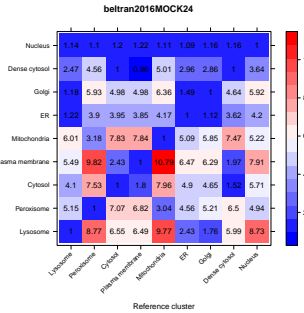 beltran2016MOCK24
Nucleus 1.14 1.1 1.2 1.22 1.11 1.09 1.16 1.16 1
Dense cytosol 2.47 4.56 1 5.01 2.96 2.86 1 3.64
Golgi 1.18 5.93 4.98 4.98 6.36 1.49 1 4.64 5.92
ER 1.22 3.9 3.95 3.85 4.17 1 1.12 3.62 4.2
Mitochondria 6.01 3.18 7.83 7.84 1 5.09 5.85 7.47 5.22
asma membrane 5.49 9.82 2.43 1 10.79 6.47 6.29 1.97 7.91
Cytosol 4.1 7.53 1 1.8 7.96 4.9 4.65 1.52 5.71
Peroxisome 5.15 1 7.07 6.82 3.04 4.56 5.21 6.5 4.94
Lysosome 1 8.77 6.55 6.49 9.77 2.43 1.76 5.99 8.73
Lysosome Peroxisome Cytosol Plasma membrane Mitochondria ER Golgi Dense cytosol Nucleus
Reference cluster